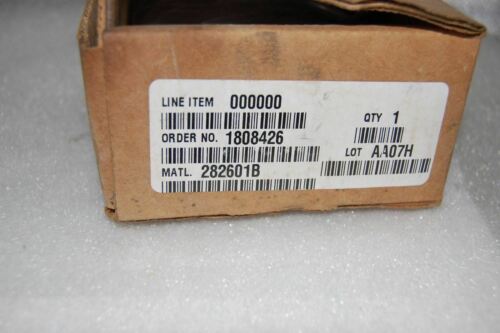 LINE ITEM 000000
QTY 1
ORDER NO. 1808426
LOT AA07H
MATL. 282601B